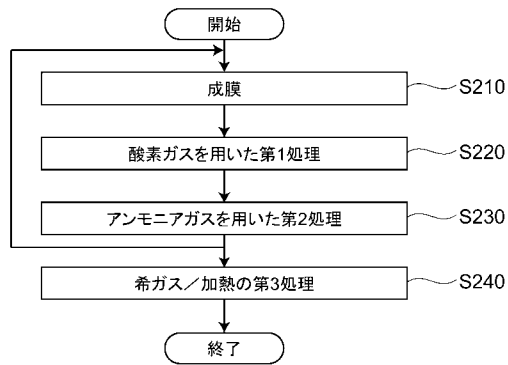 開始
成膜
S210
酸素ガスを用いた第1処理
S220
アンモニアガスを用いた第2処理
S230
希ガス／加熱の第3処理
S240
終了